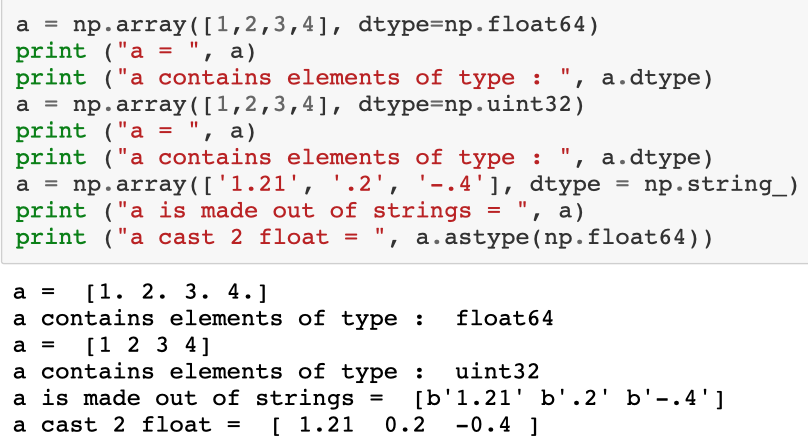 a = np.array([1,2,3,4], dtype=np.float64)
print ("a = ", a)
print ("a contains elements of type : ", a.dtype)
a = np.array([1,2,3,4], dtype=np.uint32)
print ("a = ", a)
print ("a contains elements of type : ", a.dtype)
a = np.array(['1.21', '.2', '-.4'], dtype = np.string_)
print ("a is made out of strings = ", a)
print ("a cast 2 float = ", a.astype(np.float64))
a =  [1. 2. 3. 4.]
a contains elements of type :  float64
a =  [1 2 3 4]
a contains elements of type :  uint32
a is made out of strings =  [b'1.21' b'.2' b'-.4']
a cast 2 float =  [ 1.21  0.2  -0.4 ]